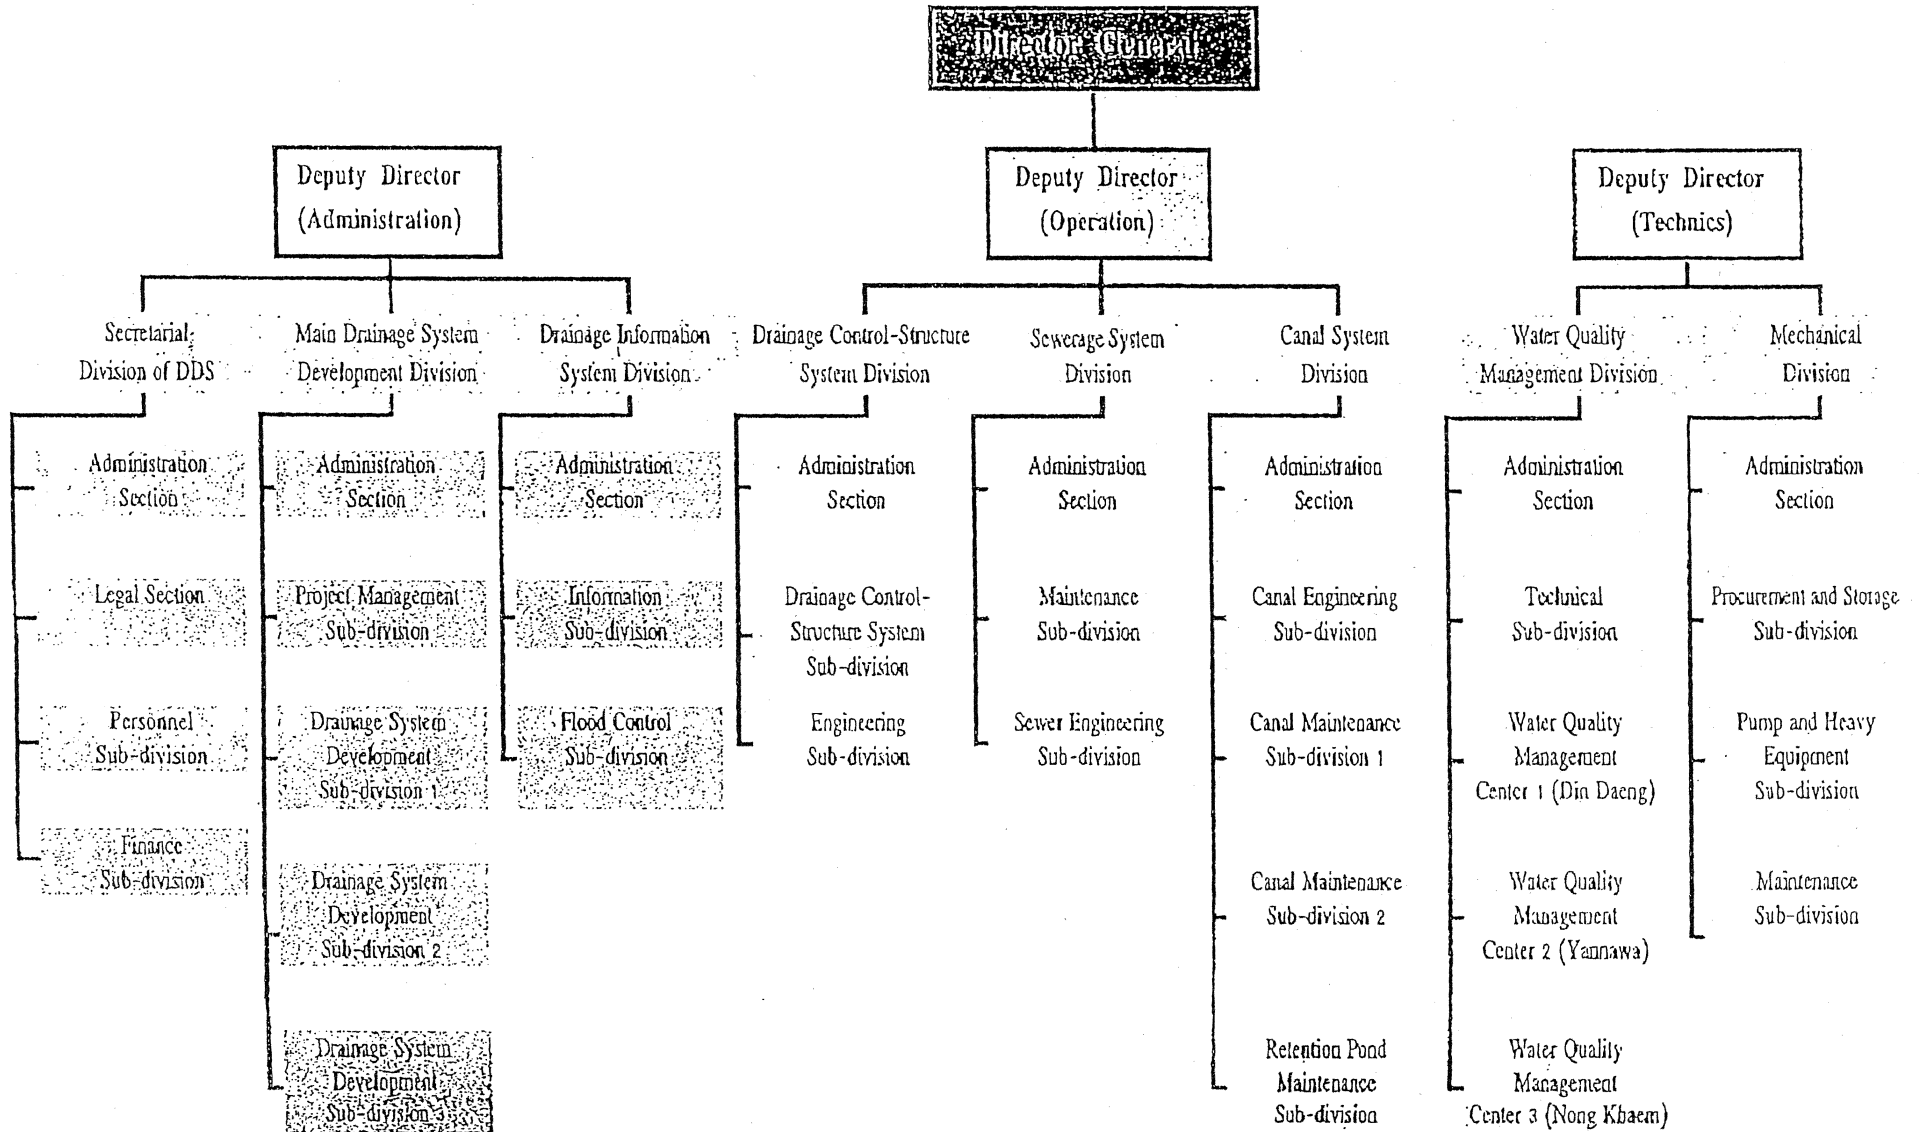 Director General
Deputy Director
(Administration)
Deputy Director
(Operation)
Deputy Director
(Technics)
Secretarial
Division of DDS
Main Drainage System
Development Division
Drainage Information
System Division
Drainage Control-Structure
System Division
Sewerage System
Division
Canal System
Division
Water Quality
Management Division
Mechanical
Division
Administration
Section
Legal Section
Personnel
Sub-division
Finance
Sub-division
Administration
Section
Project Management
Sub-division
Drainage System
Development
Sub-division 1
Drainage System
Development
Sub-division 2
Drainage System
Development
Sub-division 3
Administration
Section
Information
Sub-division
Flood Control
Sub-division
Administration
Section
Drainage Control-
Structure System
Sub-division
Engineering
Sub-division
Administration
Section
Maintenance
Sub-division
Sewer Engineering
Sub-division
Administration
Section
Canal Engineering
Sub-division
Canal Maintenance
Sub-division 1
Canal Maintenance
Sub-division 2
Retention Pond
Maintenance
Sub-division
Administration
Section
Technical
Sub-division
Water Quality
Management
Center 1 (Din Daeng)
Water Quality
Management
Center 2 (Yannawa)
Water Quality
Management
Center 3 (Nong Khaem)
Administration
Section
Procurement and Storage
Sub-division
Pump and Heavy
Equipment
Sub-division
Maintenance
Sub-division